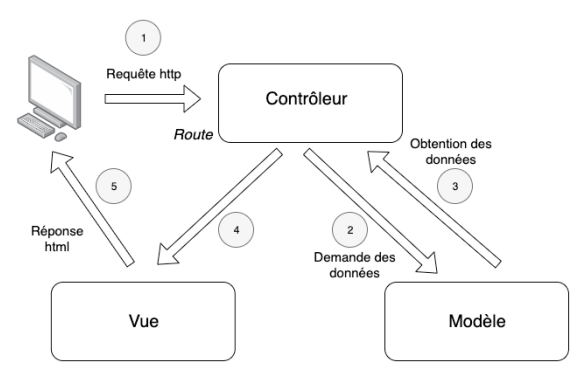 1
Requête http
Contrôleur
Route
Obtention des
données
3
5
4
2
Réponse
html
Demande des
données
Vue
Modèle